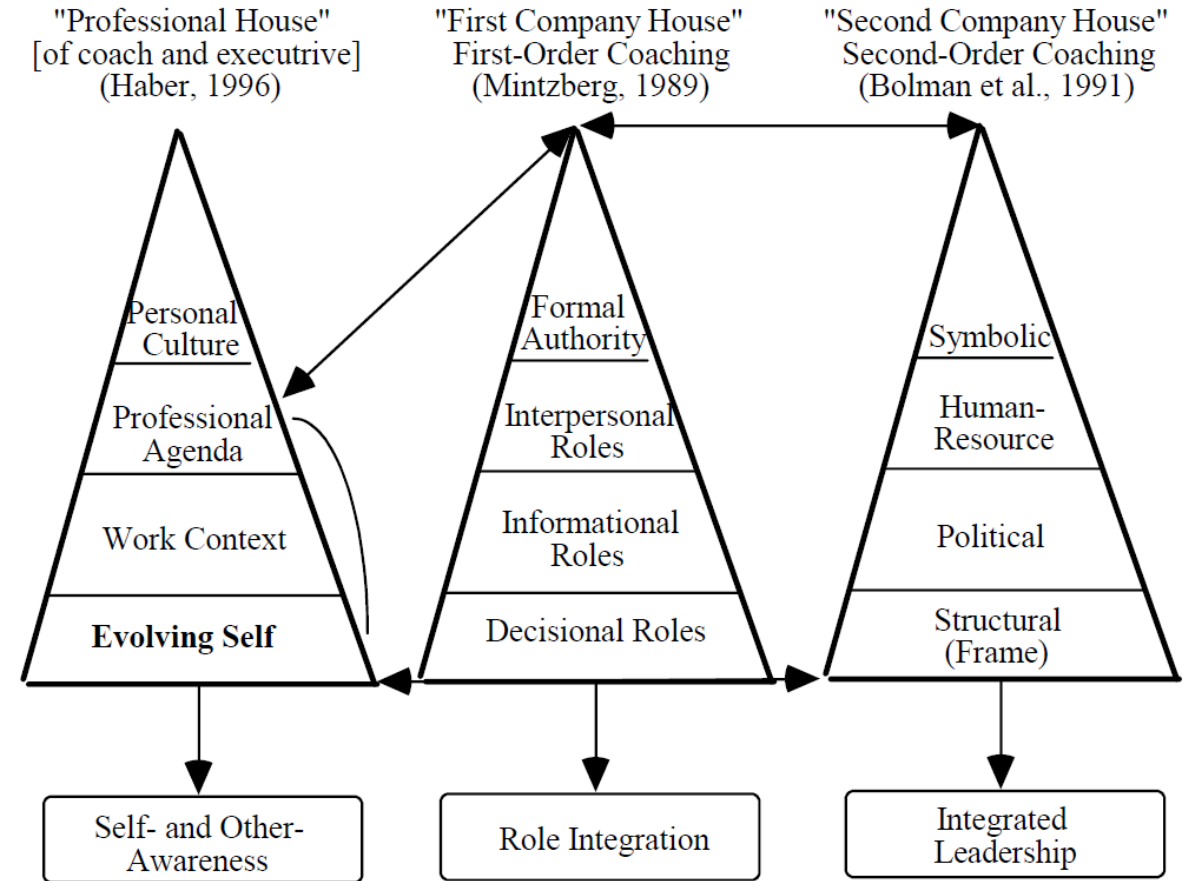 "Professional House"
[of coach and executrive]
(Haber, 1996)
"First Company House"
First-Order Coaching
(Mintzberg, 1989)
"Second Company House"
Second-Order Coaching
(Bolman et al., 1991)
Personal
Culture
Professional
Agenda
Work Context
Evolving Self
Self- and Other-
Awareness
Formal
Authority
Interpersonal
Roles
Informational
Roles
Decisional Roles
Role Integration
Symbolic
Human-
Resource
Political
Structural
(Frame)
Integrated
Leadership